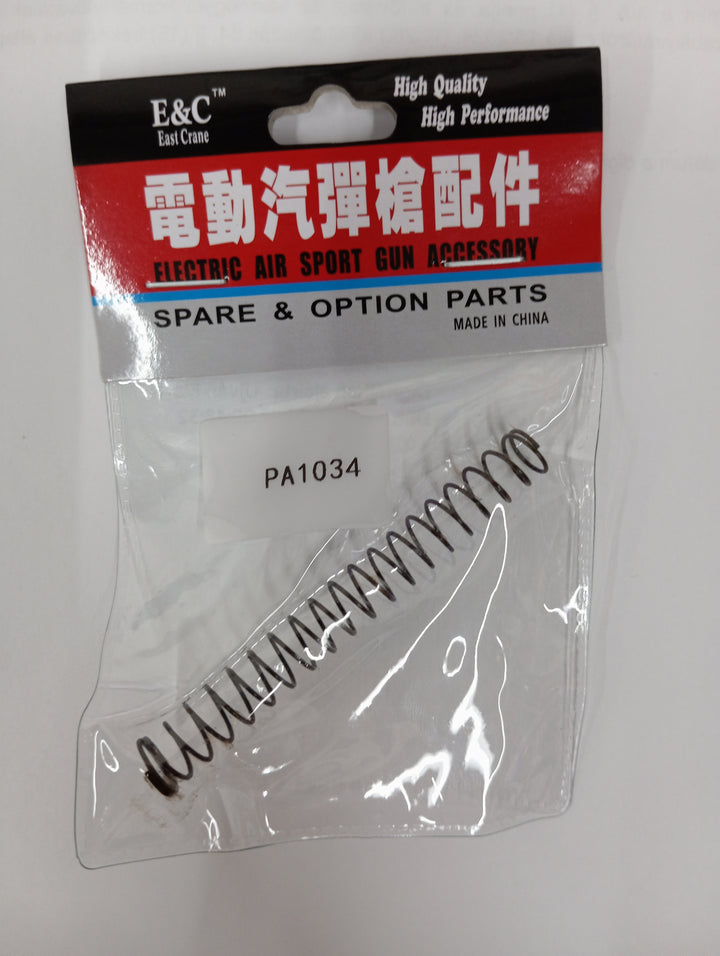 E&C™
East Crane
High Quality
High Performance
電動汽彈槍配件
ELECTRIC AIR SPORT GUN ACCESSORY
SPARE & OPTION PARTS
MADE IN CHINA
PA1034